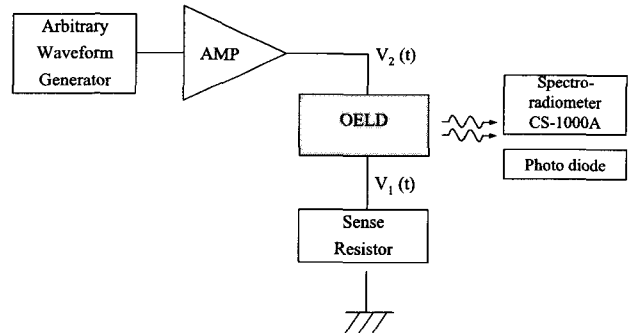 Arbitrary
Waveform
Generator
AMP
V2 (t)
OELD
V1 (t)
Sense
Resistor
Spectro-
radiometer
CS-1000A
Photo diode